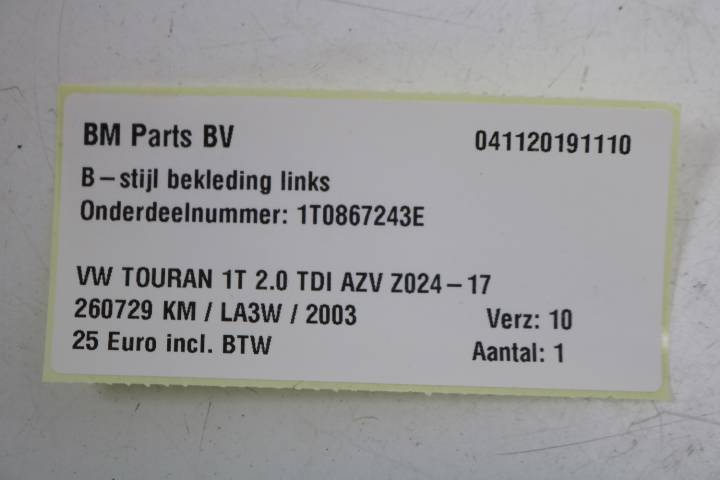 BM Parts BV 041120191110
B-stijl bekleding links
Onderdeelnummer: 1T0867243E
VW TOURAN 1T 2.0 TDI AZV Z024-17
260729 KM / LA3W / 2003 Verz: 10
25 Euro incl. BTW Aantal: 1